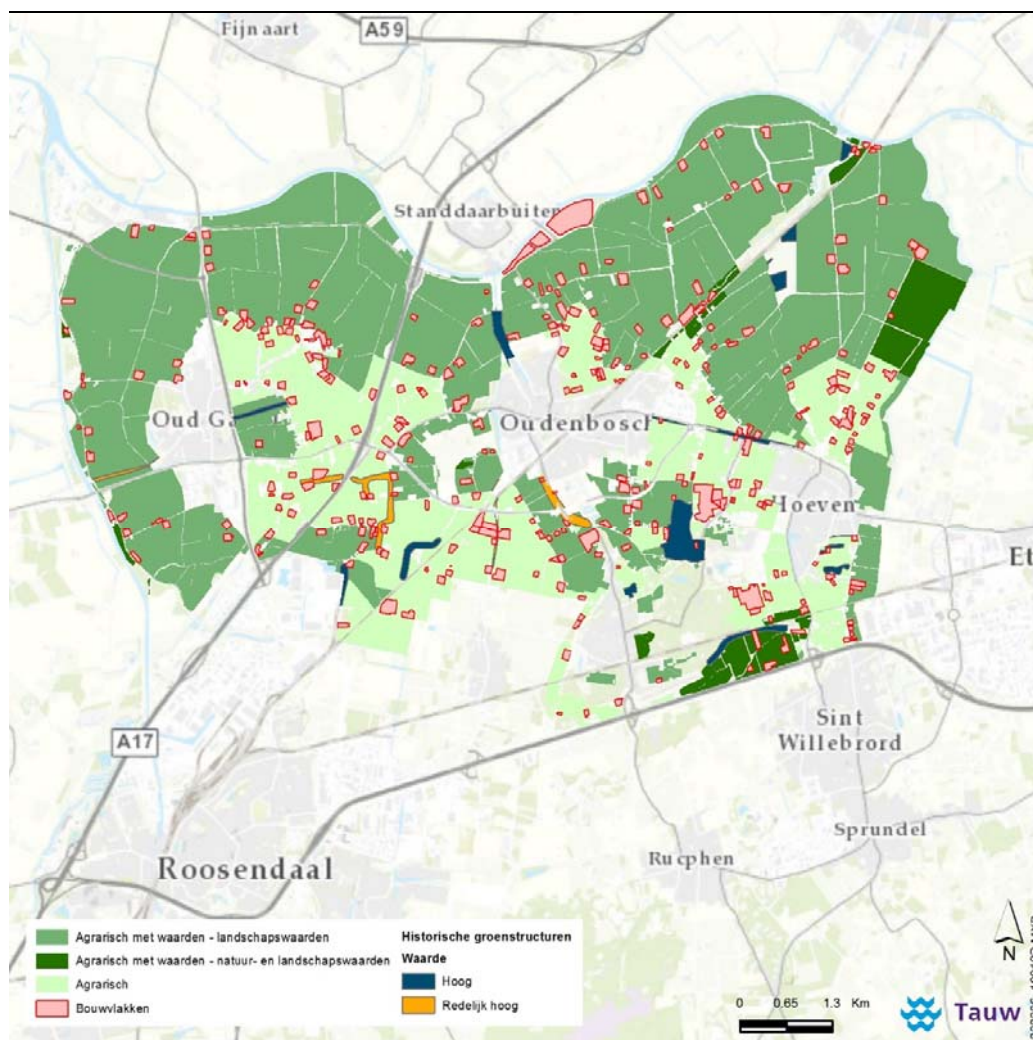 Fijnaart
A59
Standdaarbuiten
Oud Ga
Oudenbosch
Hoeven
Et
A17
Sint
Willebrord
Sprundel
Rucphen
Roosendaal
Agrarisch met waarden - landschapswaarden
Agrarisch met waarden - natuur- en landschapswaarden
Agrarisch
Bouwvlakken
Historische groenstructuren
Waarde
Hoog
Redelijk hoog
N
0 0.65 1.3 Km
Tauw